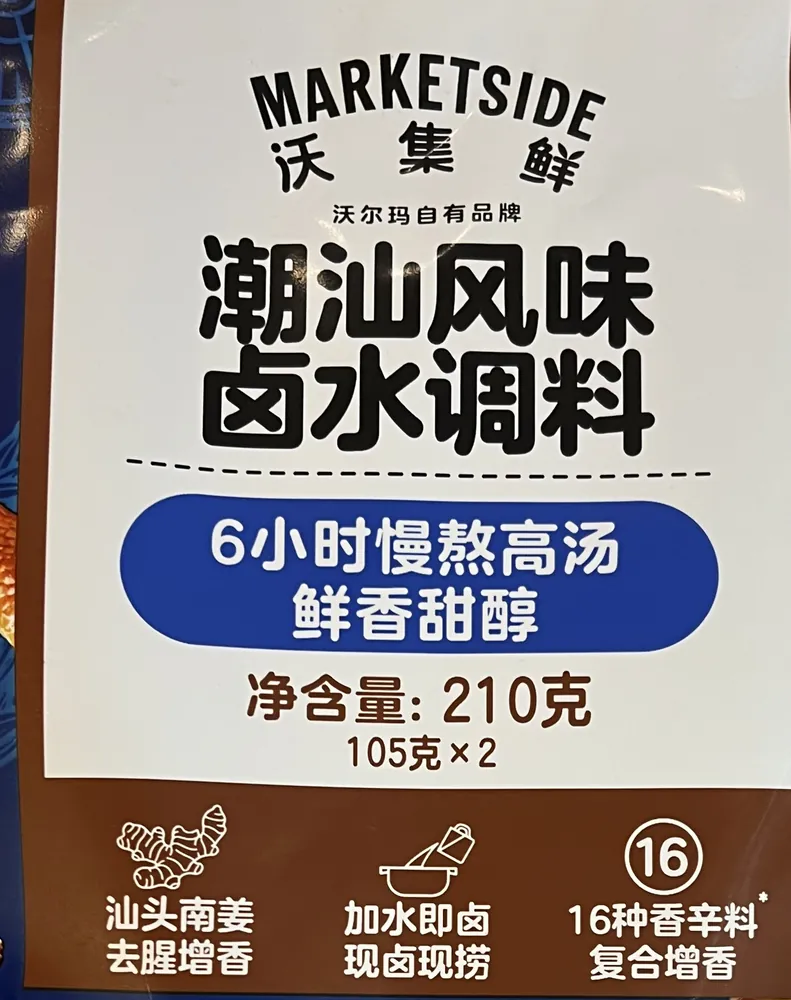 MARKETSIDE
沃集鲜
沃尔玛自有品牌
潮汕风味
卤水调料
6小时慢熬高汤
鲜香甜醇
净含量: 210克
105克×2
16
汕头南姜
去腥增香
加水即卤
现卤现捞
16种香辛料*
复合增香